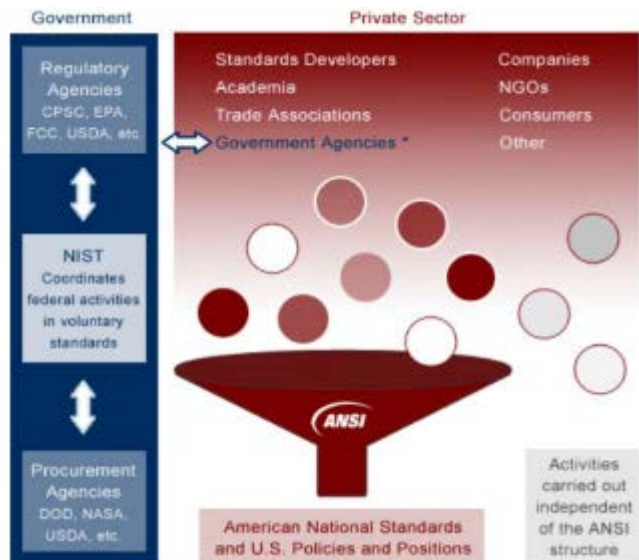 Government
Private Sector
Regulatory
Agencies
CPSC, EPA,
FCC, USDA, etc.
NIST
Coordinates
federal activities
in voluntary
standards
Procurement
Agencies
DOD, NASA,
USDA, etc.
Standards Developers
Academia
Trade Associations
Government Agencies *
Companies
NGOs
Consumers
Other
ANSI
American National Standards
and U.S. Policies and Positions
Activities
carried out
independent
of the ANSI
structure